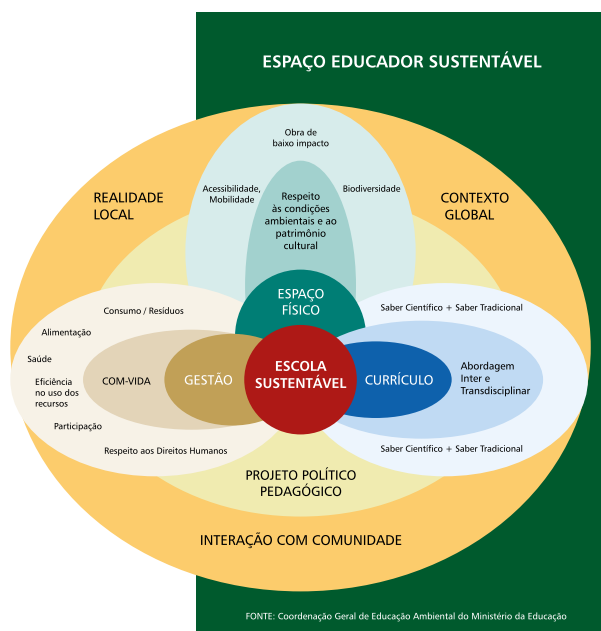 ESPAÇO EDUCADOR SUSTENTÁVEL
Obra de
baixo impacto
Acessibilidade,
Mobilidade
Biodiversidade
Respeito
às condições
ambientais e ao
patrimônio
cultural
REALIDADE
LOCAL
CONTEXTO
GLOBAL
ESPAÇO
FÍSICO
Consumo / Resíduos
Alimentação
Saúde
Eficiência
no uso dos
recursos
Participação
Respeito aos Direitos Humanos
COM-VIDA
GESTÃO
ESCOLA
SUSTENTÁVEL
CURRÍCULO
Abordagem
Inter e
Transdisciplinar
Saber Científico + Saber Tradicional
Saber Científico + Saber Tradicional
PROJETO POLÍTICO
PEDAGÓGICO
INTERAÇÃO COM COMUNIDADE
FONTE: Coordenação Geral de Educação Ambiental do Ministério da Educação